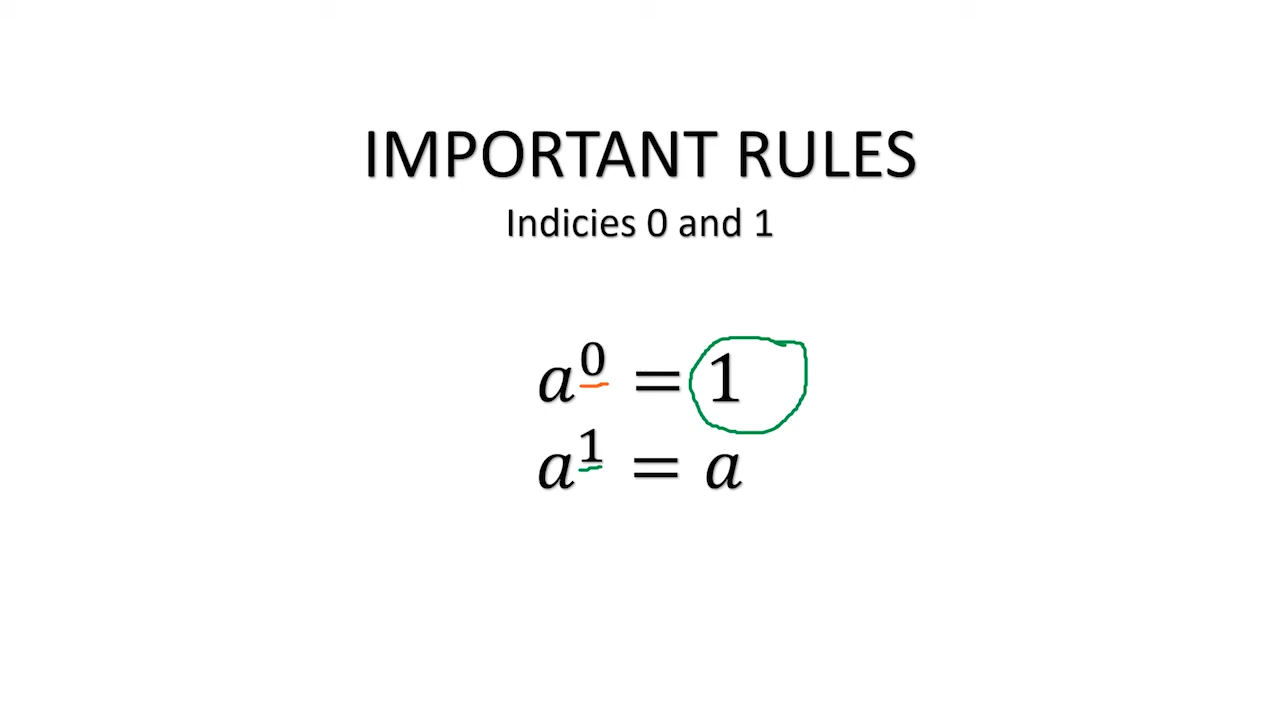 IMPORTANT RULES
Indicies 0 and 1
a⁰ = 1
a¹ = a